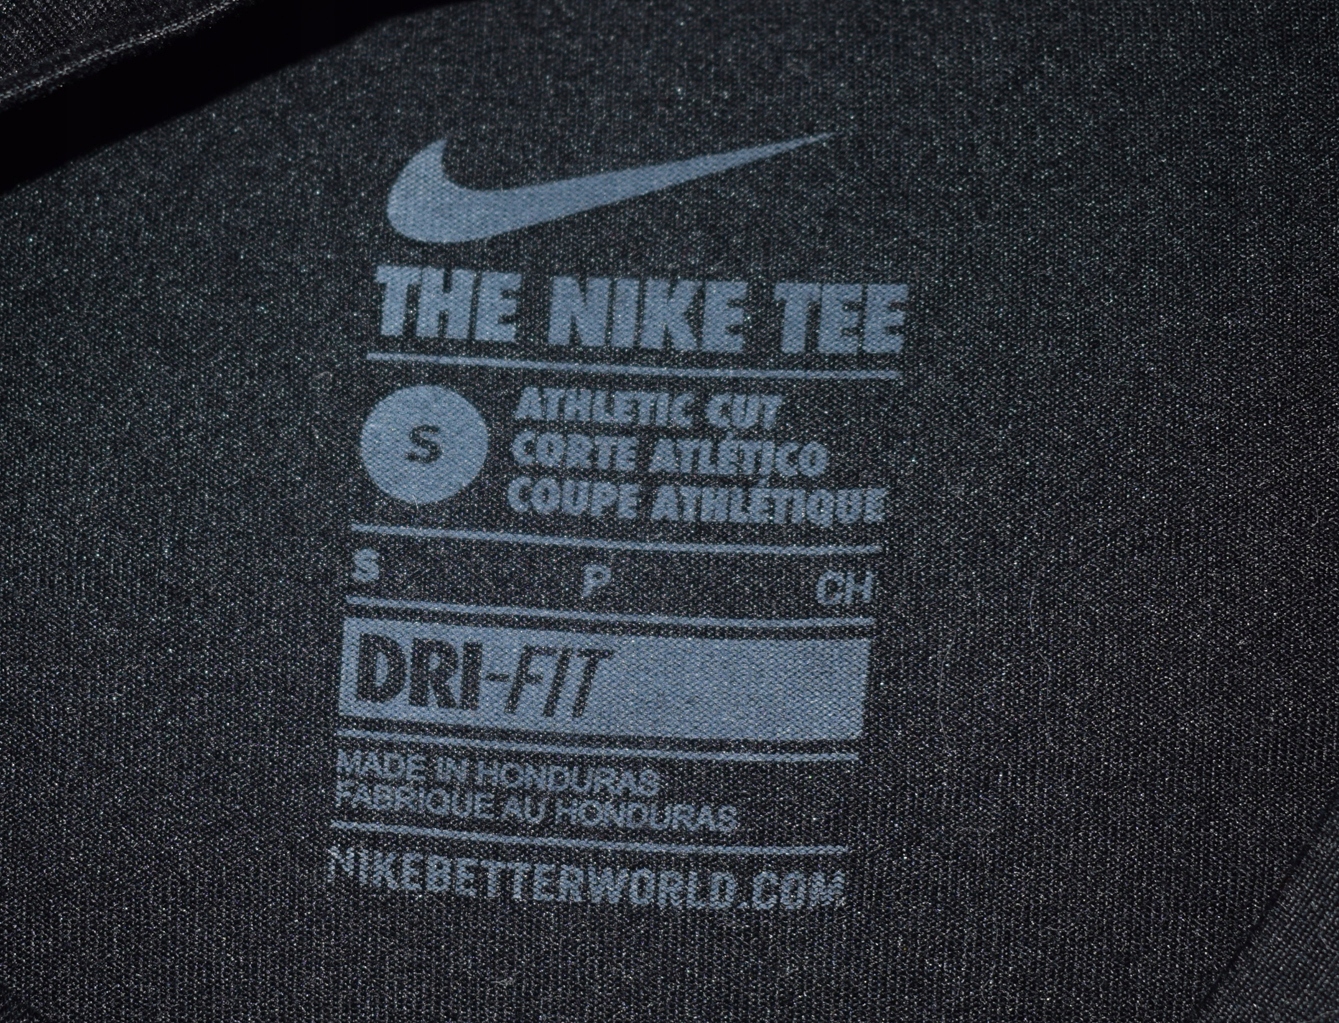 THE NIKE TEE
S
ATHLETIC CUT
CORTE ATLÉTICO
COUPE ATHLÉTIQUE
S P CH
DRI-FIT
MADE IN HONDURAS
FABRIQUE AU HONDURAS
NIKEBETTERWORLD.COM